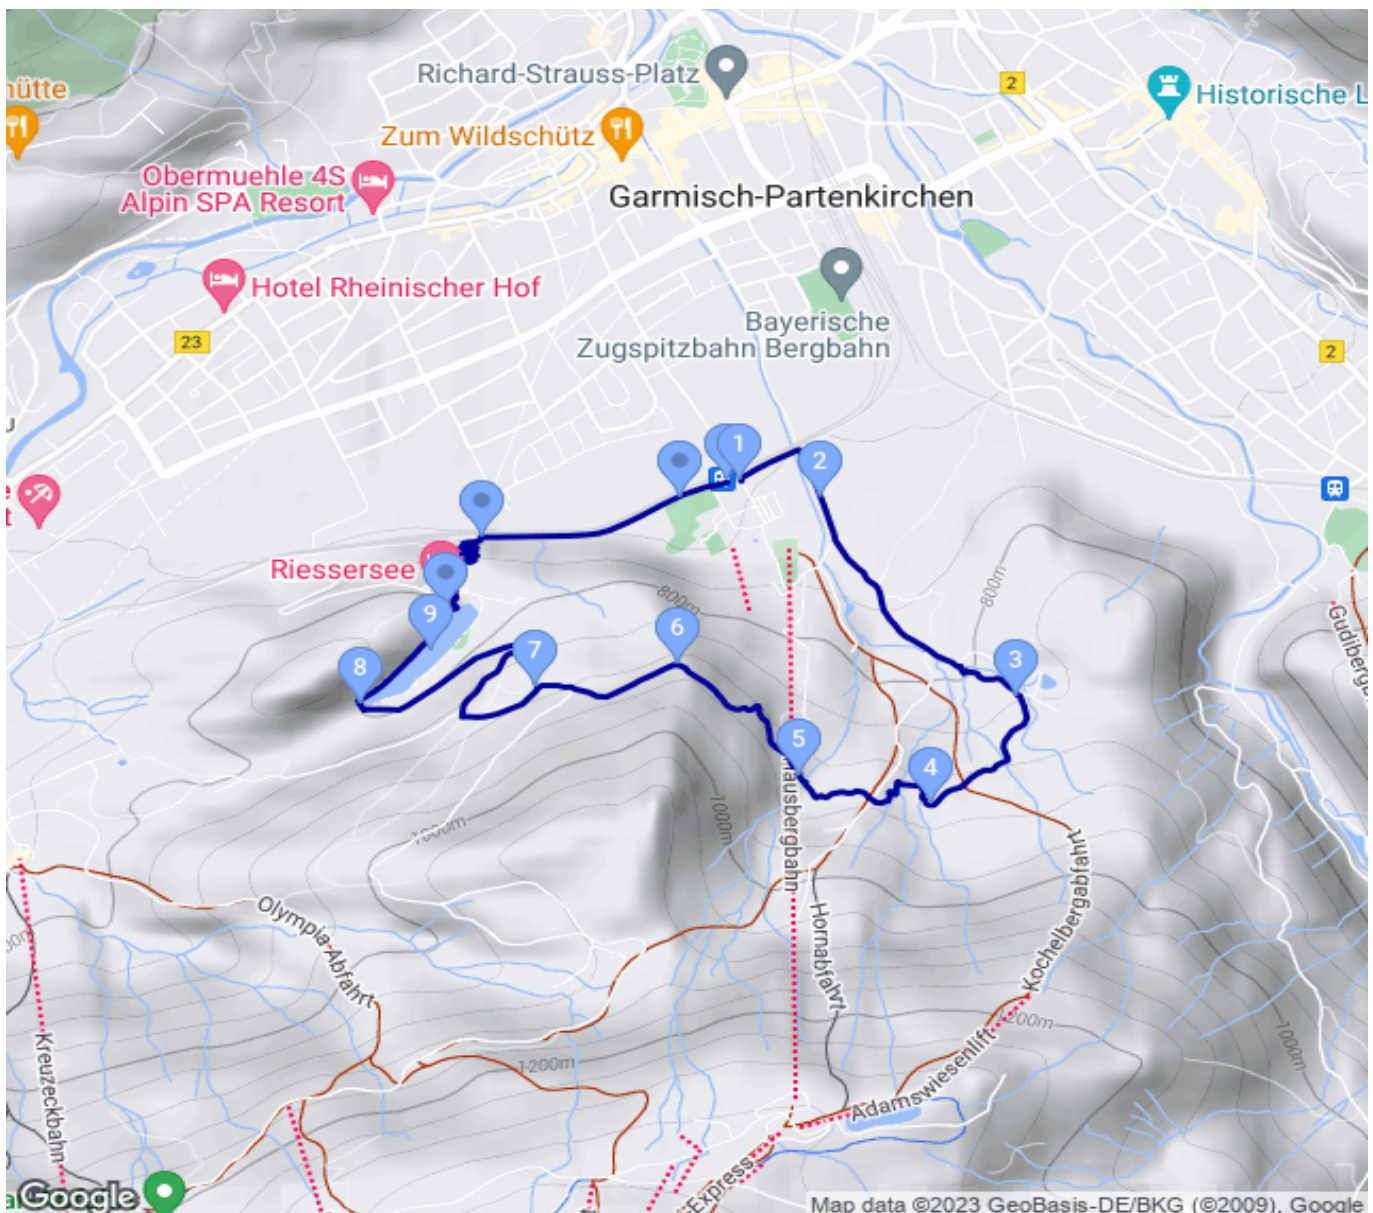 Richard-Strauss-Platz
2
Historische L
hütte
Zum Wildschütz
Obermuehle 4S
Alpin SPA Resort
Garmisch-Partenkirchen
Hotel Rheinischer Hof
Bayerische
Zugspitzbahn Bergbahn
23
2
1
2
P
Riessersee
800m
800m
9
6
3
7
8
Gudiberga
5
4
Hausbergbahn
1000m
1000m
Kochelbergabfahrt
Olympia-Abfahrt
Hornabfahrt
1200m
1000m
Kreuzeckbahn
1200m
Adamswiesenlift
Express
Google
Map data ©2023 GeoBasis-DE/BKG (©2009), Google